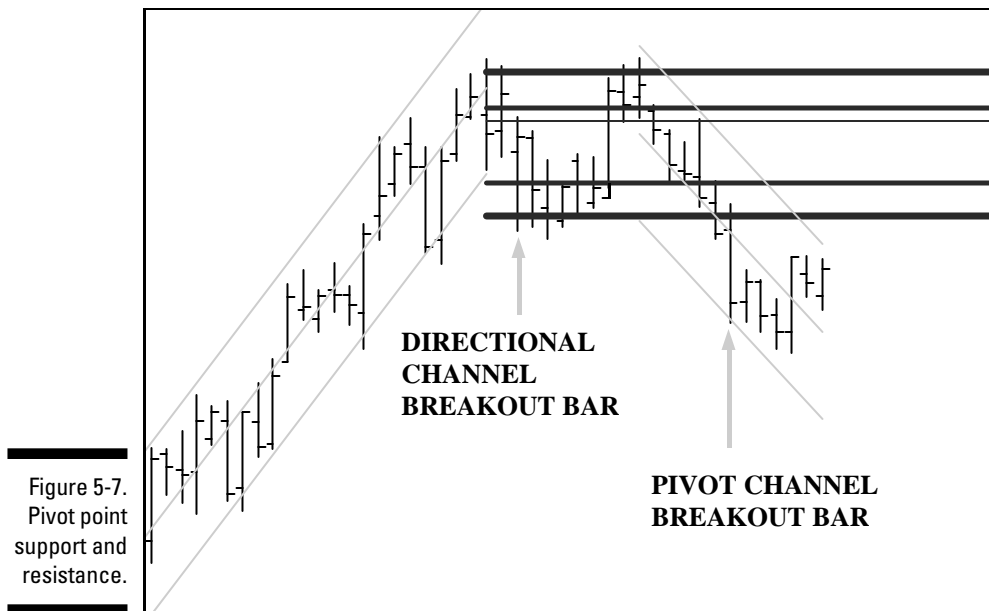 DIRECTIONAL
CHANNEL
BREAKOUT BAR
PIVOT CHANNEL
BREAKOUT BAR
Figure 5-7.
Pivot point
support and
resistance.